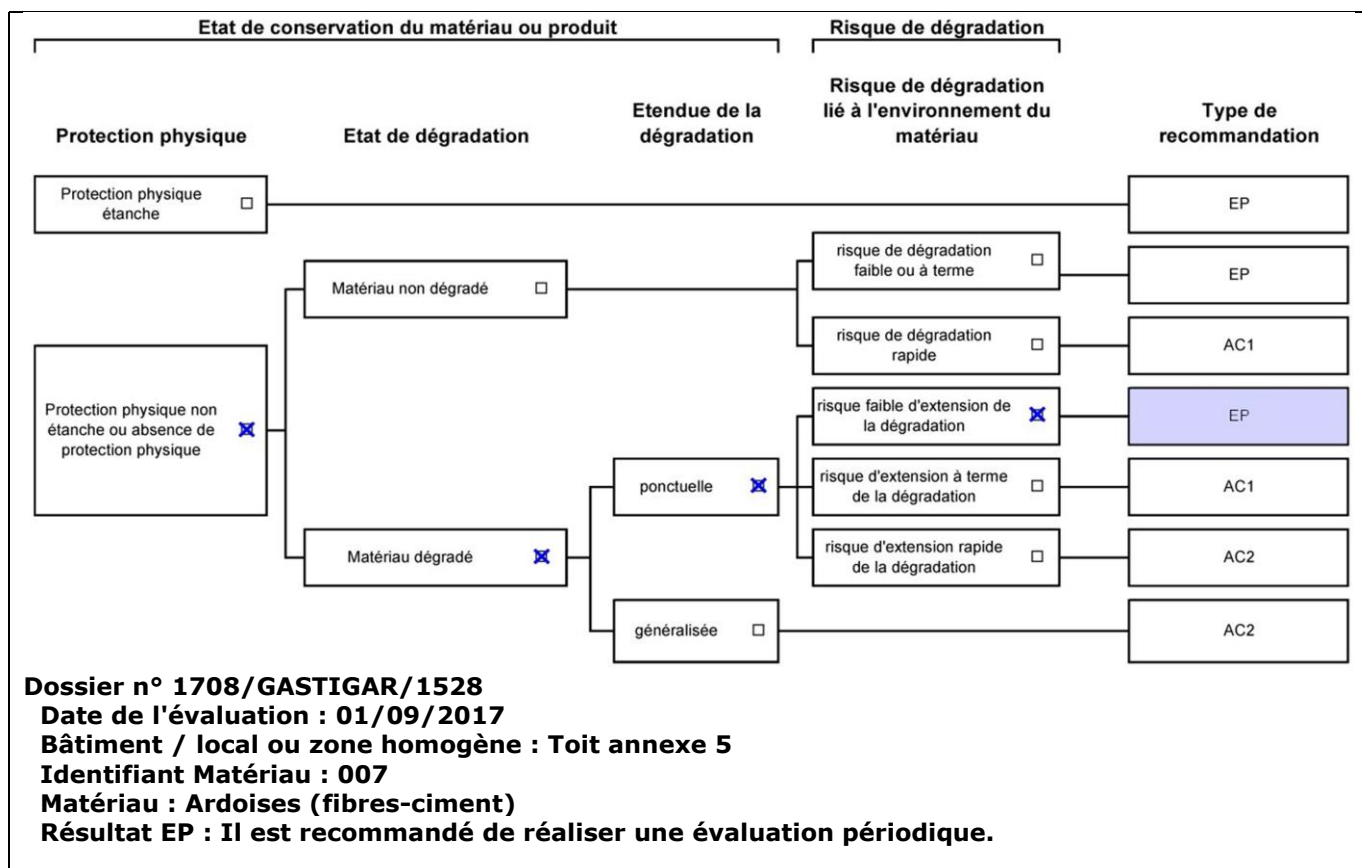 Etat de conservation du matériau ou produit
Risque de dégradation
Protection physique
Etat de dégradation
Etendue de la
dégradation
Risque de dégradation
lié à l'environnement du
matériau
Type de
recommandation
Protection physique
étanche
EP
Matériau non dégradé
risque de dégradation
faible ou à terme
EP
risque de dégradation
rapide
AC1
Protection physique non
étanche ou absence de
protection physique
risque faible d'extension de
la dégradation
EP
ponctuelle
risque d'extension à terme
de la dégradation
AC1
Matériau dégradé
risque d'extension rapide
de la dégradation
AC2
généralisée
AC2
Dossier n° 1708/GASTIGAR/1528
Date de l'évaluation : 01/09/2017
Bâtiment / local ou zone homogène : Toit annexe 5
Identifiant Matériau : 007
Matériau : Ardoises (fibres-ciment)
Résultat EP : Il est recommandé de réaliser une évaluation périodique.